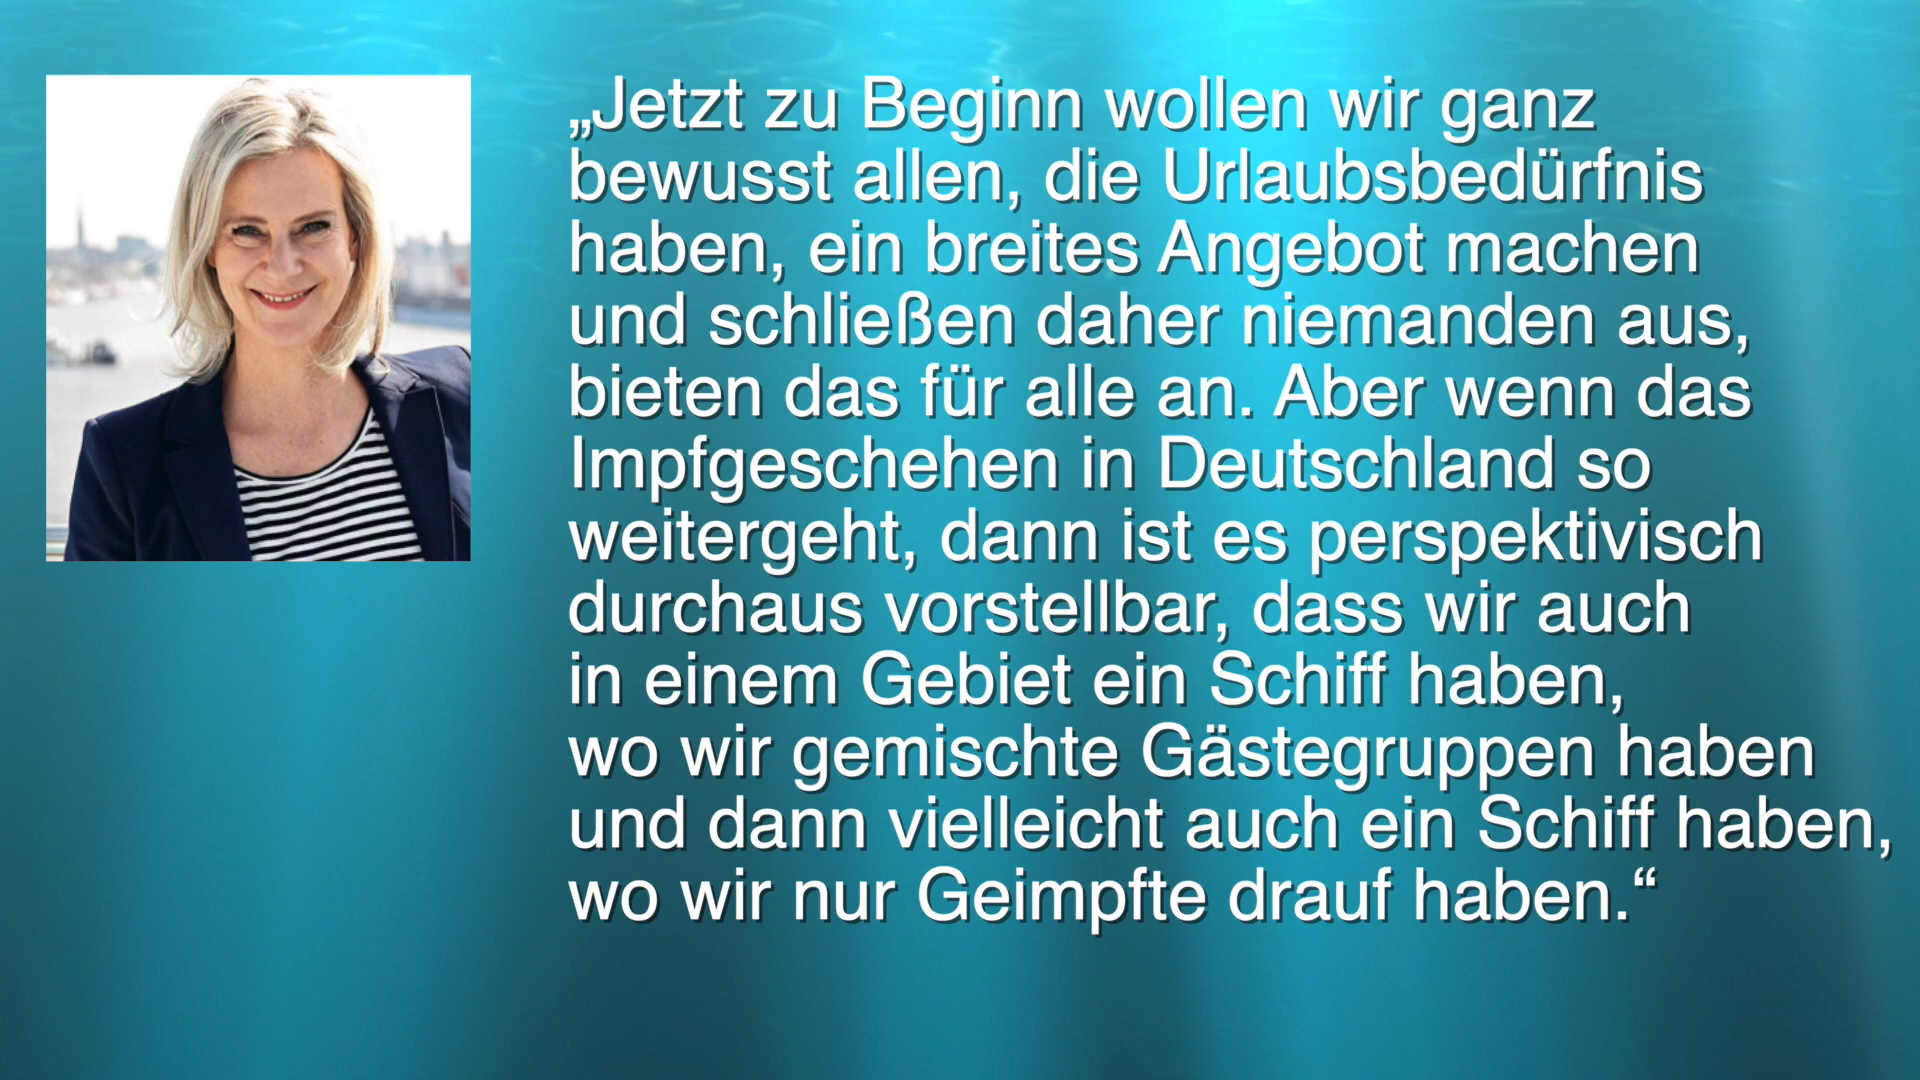 „Jetzt zu Beginn wollen wir ganz
bewusst allen, die Urlaubsbedürfnis
haben, ein breites Angebot machen
und schließen daher niemanden aus,
bieten das für alle an. Aber wenn das
Impfgeschehen in Deutschland so
weitergeht, dann ist es perspektivisch
durchaus vorstellbar, dass wir auch
in einem Gebiet ein Schiff haben,
wo wir gemischte Gästegruppen haben
und dann vielleicht auch ein Schiff haben,
wo wir nur Geimpfte drauf haben.“